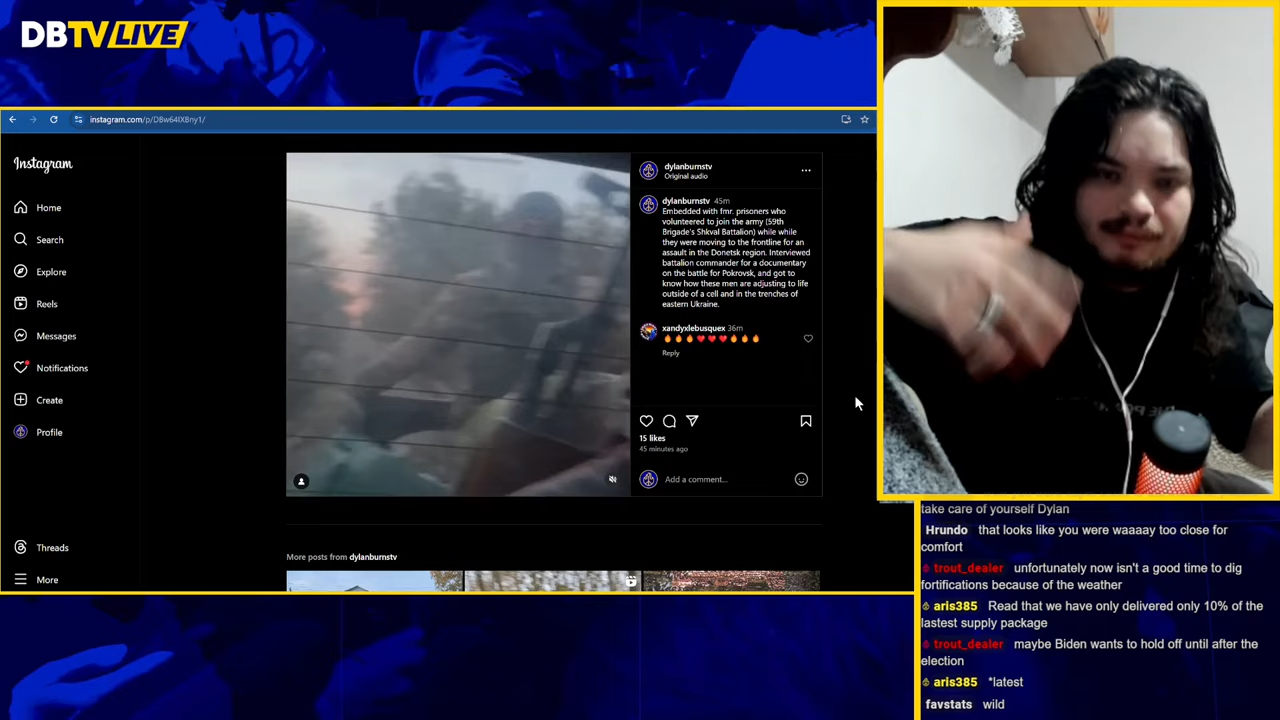 DBTV LIVE
instagram.com/p/DBw64IXBny1/
Instagram
Home
Search
Explore
Reels
Messages
Notifications
Create
Profile
Threads
More
dylanburnstv
Original audio
dylanburnstv 45m
Embedded with fmr. prisoners who
volunteered to join the army (59th
Brigade's Shkval Battalion) while while
they were moving to the frontline for an
assault in the Donetsk region. Interviewed
battalion commander for a documentary
on the battle for Pokrovsk, and got to
know how these men are adjusting to life
outside of a cell and in the trenches of
eastern Ukraine.
xandyxlebusquex 36m
🔥🔥🔥❤️❤️❤️🔥🔥🔥
Reply
15 likes
45 minutes ago
Add a comment...
More posts from dylanburnstv
take care of yourself Dylan
Hrundo that looks like you were waaaay too close for
comfort
trout_dealer unfortunately now isn't a good time to dig
fortifications because of the weather
aris385 Read that we have only delivered only 10% of the
lastest supply package
trout_dealer maybe Biden wants to hold off until after the
election
aris385 *latest
favstats wild